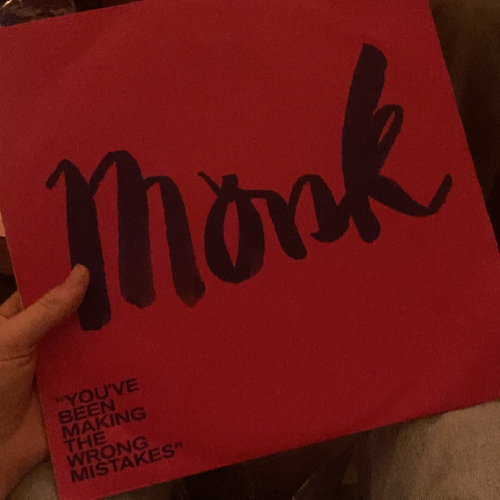 Monk
"YOU'VE
BEEN
MAKING
THE
WRONG
MISTAKES"